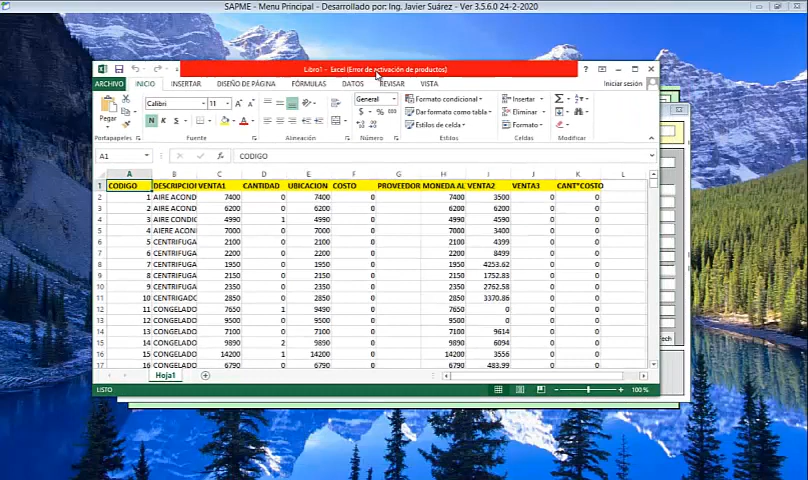 SAPME - Menu Principal - Desarrollado por: Ing. Javier Suárez - Ver 3.5.6.0 24-2-2020
Libro1 - Excel (Error de activación de productos)
ARCHIVO INICIO INSERTAR DISEÑO DE PÁGINA FÓRMULAS DATOS REVISAR VISTA Iniciar sesión
Calibri 11 General Formato condicional Insertar
Pegar Dar formato como tabla Eliminar
N K S Estilos de celda Formato
Portapapeles Fuente Alineación Número Estilos Celdas Modificar
A1 CODIGO
A B C D E F G H I J K L
1 CODIGO DESCRIPCION VENTA1 CANTIDAD UBICACION COSTO PROVEEDOR MONEDA AL VENTA2 VENTA3 CANT*COSTO
2 1 AIRE ACOND 7400 0 7400 0 7400 3500 0 0
3 2 AIRE ACOND 6200 0 6200 0 6200 6200 0 0
4 3 AIRE CONDIC 4990 1 4990 0 4990 4590 0 0
5 4 AIERE ACONI 7000 0 7000 0 7000 3400 0 0
6 5 CENTRIFUGA 2100 0 2100 0 2100 4399 0 0
7 6 CENTRIFUGA 2200 0 2200 0 2200 8499 0 0
8 7 CENTRIFUGA 1950 0 1950 0 1950 4253.62 0 0
9 8 CENTRIFUGA 2150 0 2150 0 2150 1752.83 0 0
10 9 CENTRIFUGA 2350 0 2350 0 2350 2762.58 0 0
11 10 CENTRIGADO 2850 0 2850 0 2850 3370.86 0 0
12 11 CONGELADO 7650 1 9490 0 7650 0 0 0
13 12 CONGELADO 9500 0 9500 0 9500 0 0 0
14 13 CONGELADO 7100 0 7100 0 7100 9614 0 0
15 14 CONGELADO 9890 2 9890 0 9890 6094 0 0
16 15 CONGELADO 14200 1 14200 0 14200 3556 0 0
17 16 CONGELADO 6790 0 6790 0 6790 483.99 0 0
Hoja1
LISTO 100 %